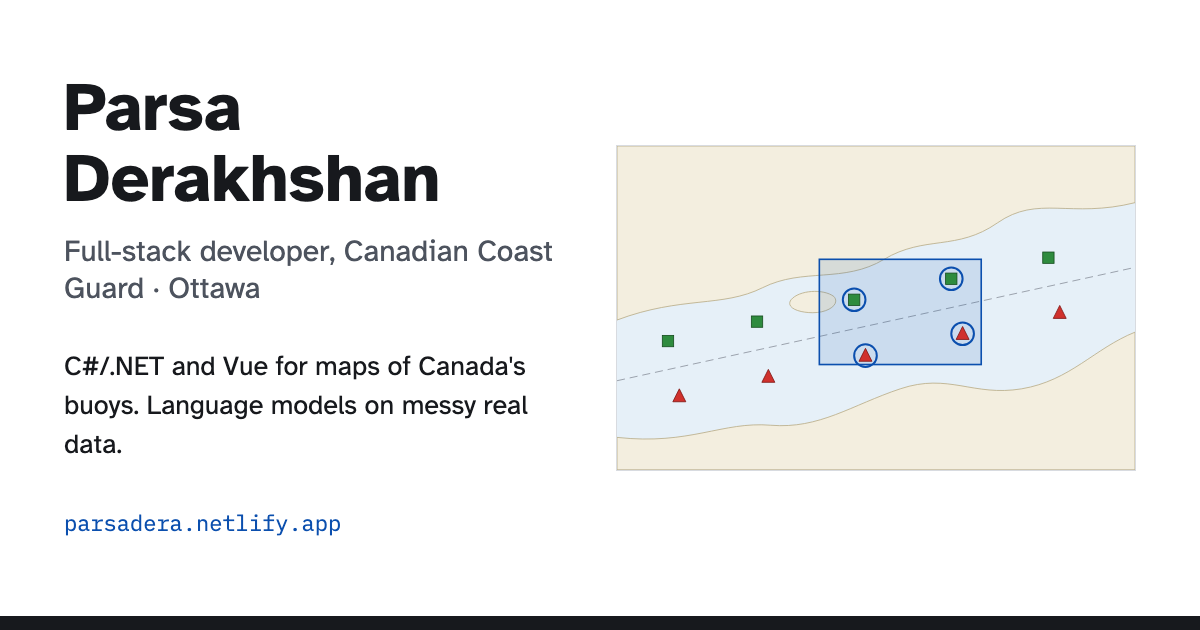 Parsa
Derakhshan
Full-stack developer, Canadian Coast
Guard · Ottawa
C#/.NET and Vue for maps of Canada's
buoys. Language models on messy real
data.
parsadera.netlify.app